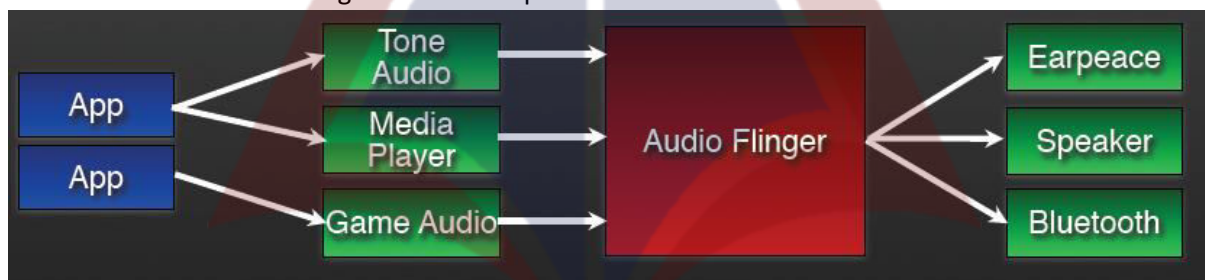 App
App
Tone
Audio
Media
Player
Game Audio
Audio Flinger
Earpeace
Speaker
Bluetooth